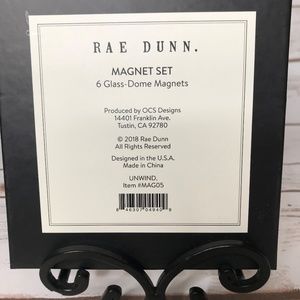 RAE DUNN.
MAGNET SET
6 Glass-Dome Magnets
Produced by OCS Designs
14401 Franklin Ave.
Tustin, CA 92780
© 2018 Rae Dunn
All Rights Reserved
Designed in the U.S.A.
Made in China
UNWIND.
Item #MAG05